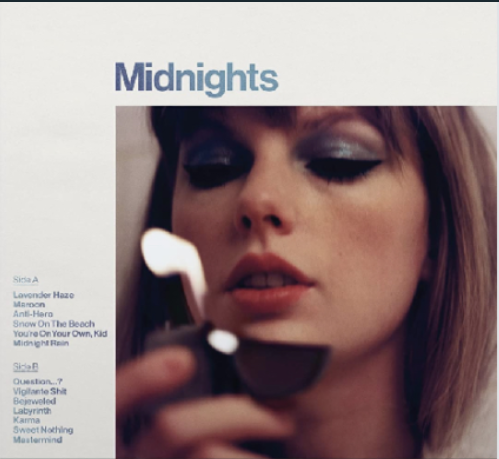 Midnights
Side A
Lavender Haze
Maroon
Anti-Hero
Snow On The Beach
You're On Your Own, Kid
Midnight Rain
Side B
Question...?
Vigilante Shit
Bejeweled
Labyrinth
Karma
Sweet Nothing
Mastermind